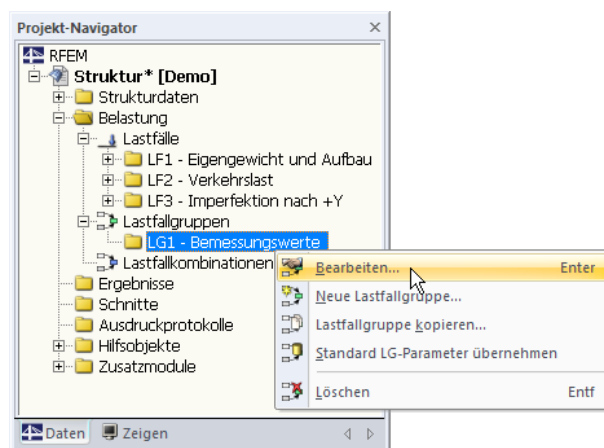 Projekt-Navigator
RFEM
Struktur* [Demo]
Strukturdaten
Belastung
Lastfälle
LF1 - Eigengewicht und Aufbau
LF2 - Verkehrslast
LF3 - Imperfektion nach +Y
Lastfallgruppen
LG1 - Bemessungswerte
Lastfallkombinationen
Ergebnisse
Schnitte
Ausdruckprotokolle
Hilfsobjekte
Zusatzmodule
Bearbeiten... Enter
Neue Lastfallgruppe...
Lastfallgruppe kopieren...
Standard LG-Parameter übernehmen
Löschen Entf
Daten Zeigen